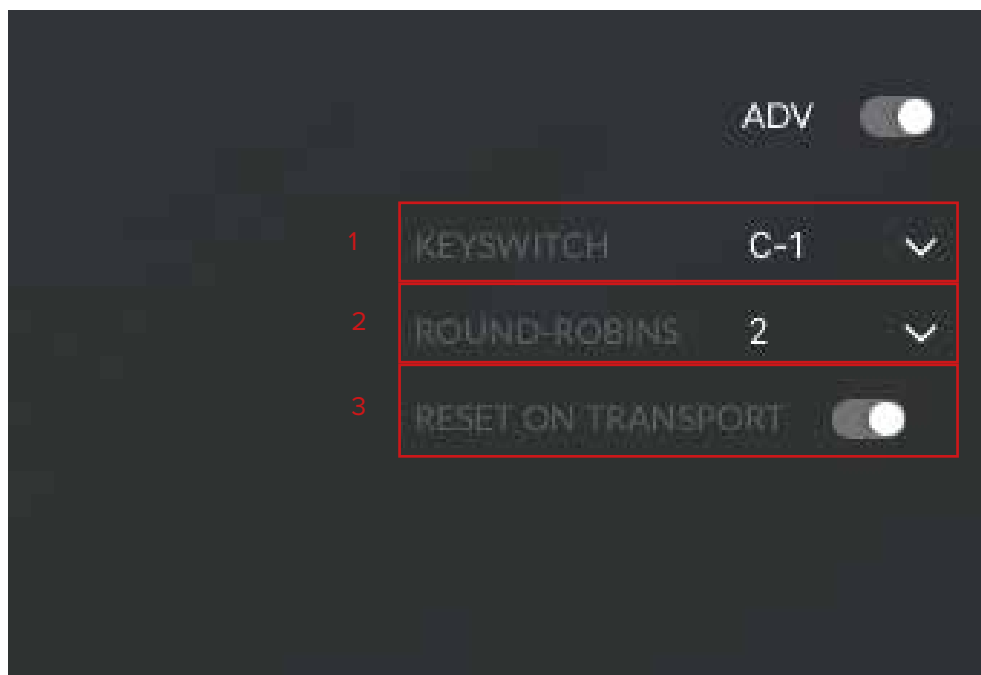 ADV
1 KEYSWITCH C-1
2 ROUND-ROBINS 2
3 RESET ON TRANSPORT